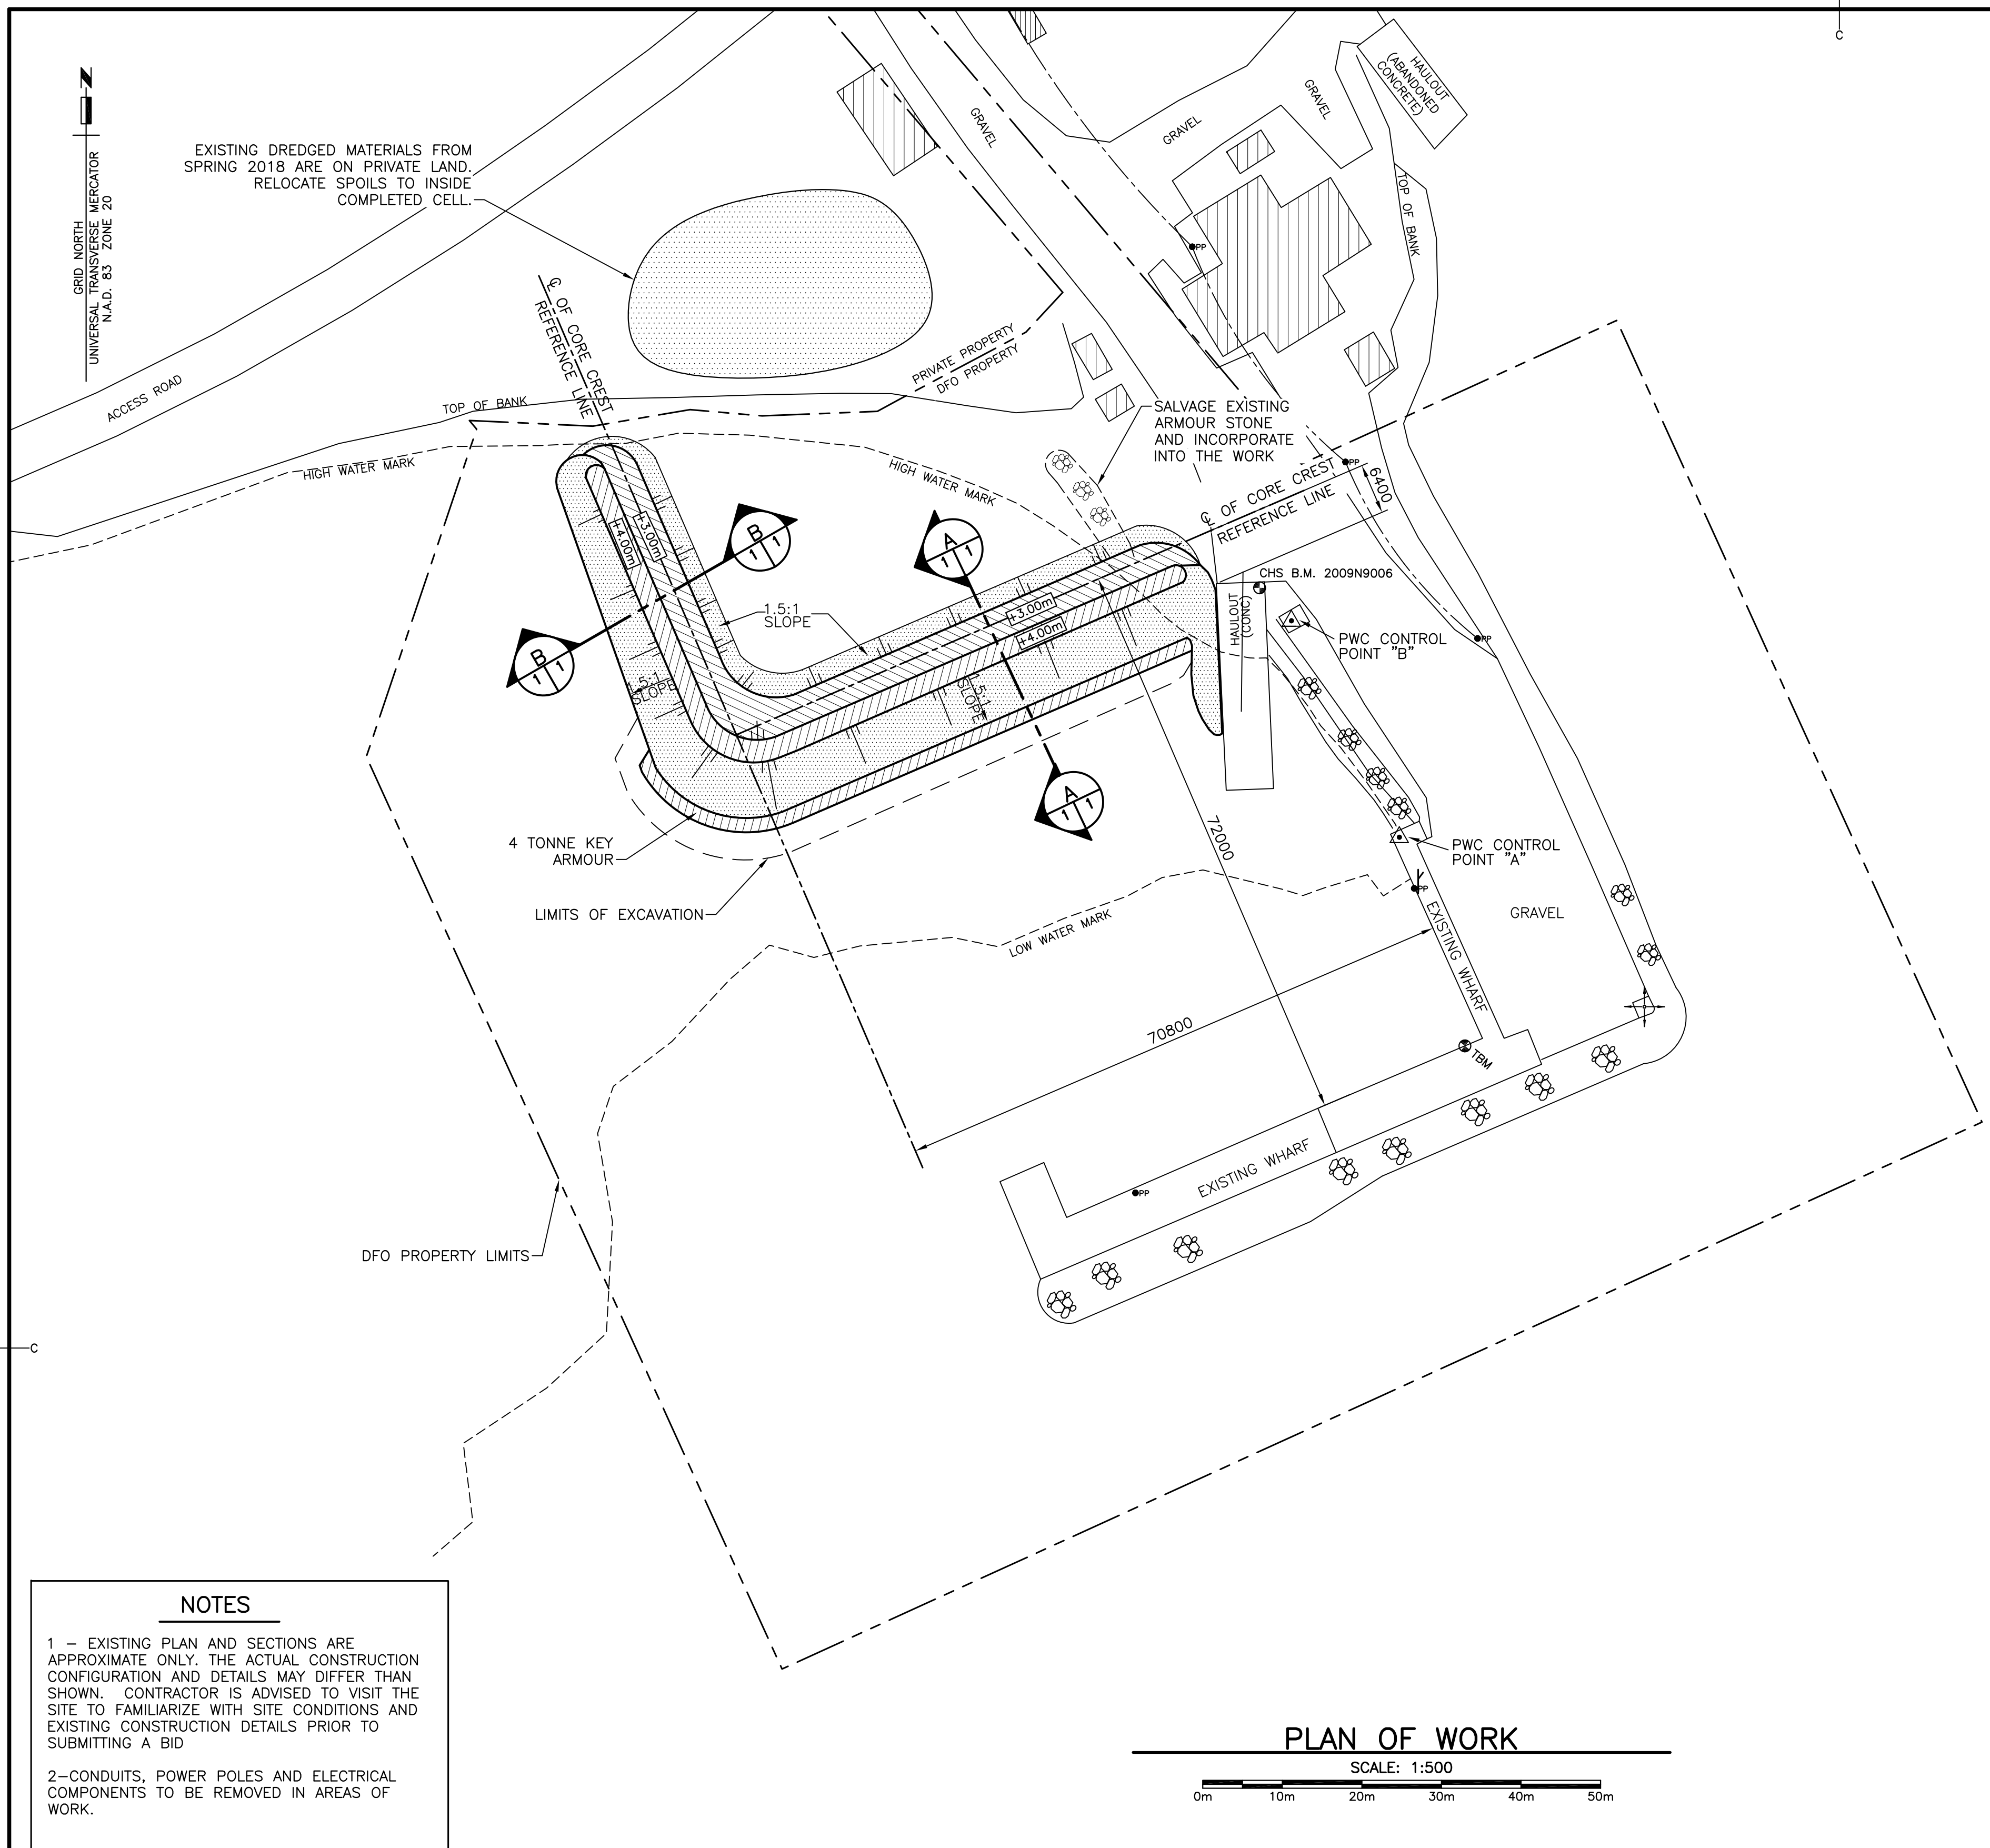 C
N
GRID NORTH
UNIVERSAL TRANSVERSE MERCATOR
N.A.D. 83 ZONE 20
HAULOUT
(ABANDONED
CONCRETE)
GRAVEL
GRAVEL
GRAVEL
EXISTING DREDGED MATERIALS FROM
SPRING 2018 ARE ON PRIVATE LAND.
RELOCATE SPOILS TO INSIDE
COMPLETED CELL.
TOP OF BANK
PP
℄ OF CORE CREST
REFERENCE LINE
PRIVATE PROPERTY
DFO PROPERTY
ACCESS ROAD
TOP OF BANK
SALVAGE EXISTING
ARMOUR STONE
AND INCORPORATE
INTO THE WORK
HIGH WATER MARK
HIGH WATER MARK
℄ OF CORE CREST
REFERENCE LINE
PP
6400
+4.00m
+3.00m
B
1 1
A
1 1
CHS B.M. 2009N9006
1.5:1
SLOPE
+3.00m
+4.00m
HAULOUT
(CONC)
PWC CONTROL
POINT "B"
PP
B
1 1
1.5:1
SLOPE
1.5:1
SLOPE
A
1 1
4 TONNE KEY
ARMOUR
72000
PWC CONTROL
POINT "A"
PP
LIMITS OF EXCAVATION
GRAVEL
LOW WATER MARK
EXISTING WHARF
70800
TBM
EXISTING WHARF
PP
DFO PROPERTY LIMITS
C
NOTES
1 – EXISTING PLAN AND SECTIONS ARE
APPROXIMATE ONLY. THE ACTUAL CONSTRUCTION
CONFIGURATION AND DETAILS MAY DIFFER THAN
SHOWN. CONTRACTOR IS ADVISED TO VISIT THE
SITE TO FAMILIARIZE WITH SITE CONDITIONS AND
EXISTING CONSTRUCTION DETAILS PRIOR TO
SUBMITTING A BID
2–CONDUITS, POWER POLES AND ELECTRICAL
COMPONENTS TO BE REMOVED IN AREAS OF
WORK.
PLAN OF WORK
SCALE: 1:500
0m 10m 20m 30m 40m 50m